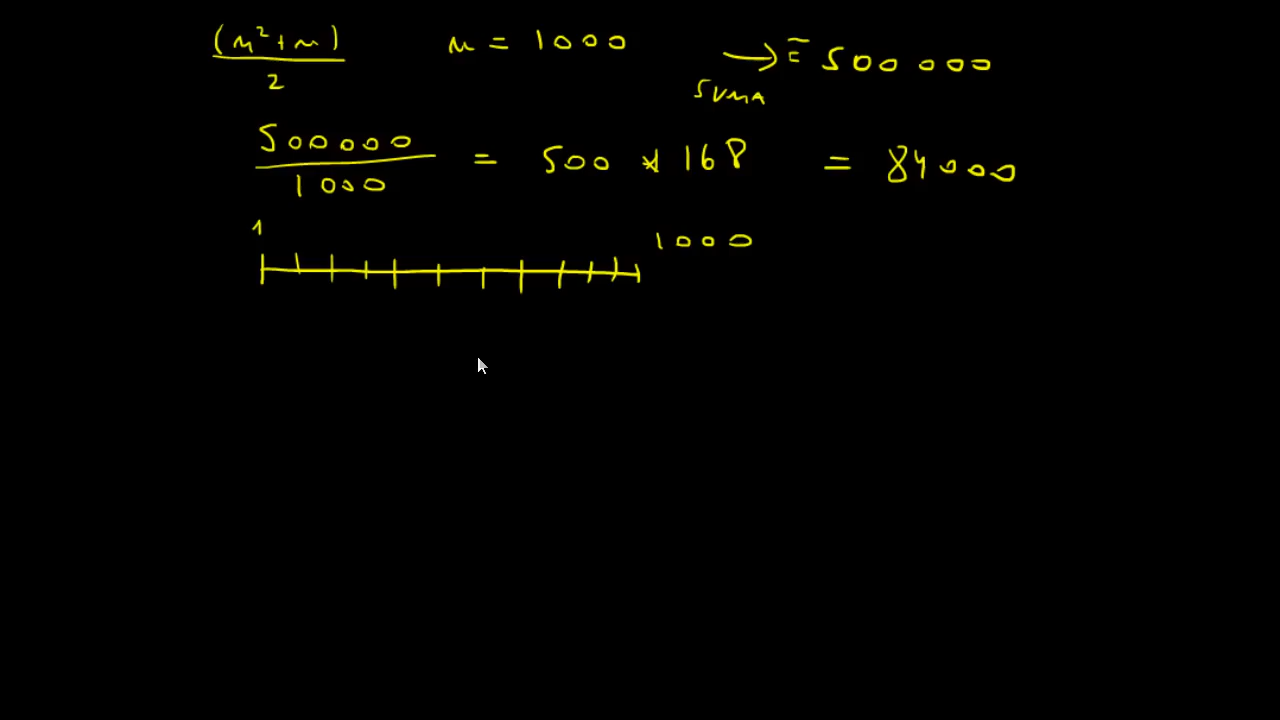 (n²+n)/2 n = 1000 → ≅ 500 000
SUMA
500000/1000 = 500 * 168 = 84000
1 1000